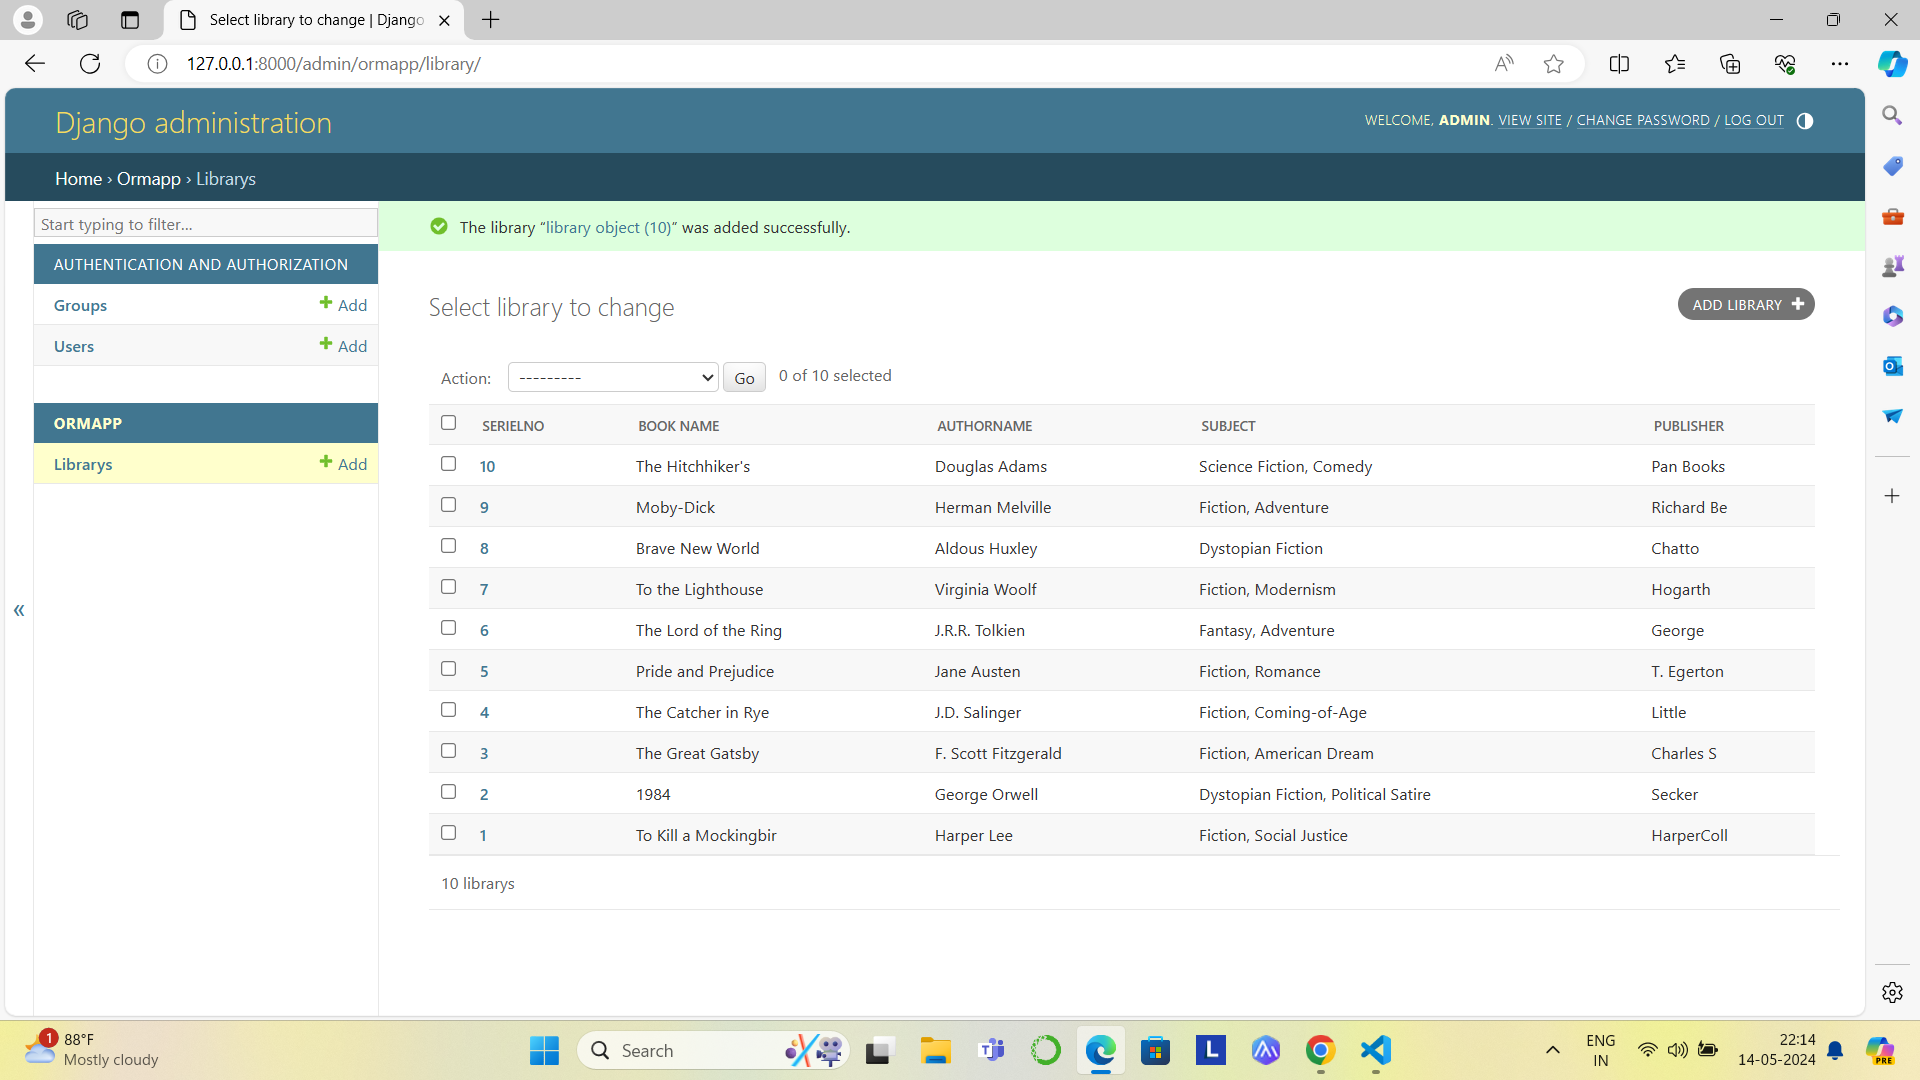 Select library to change | Django
127.0.0.1:8000/admin/ormapp/library/
Django administration
WELCOME, ADMIN. VIEW SITE / CHANGE PASSWORD / LOG OUT
Home › Ormapp › Librarys
Start typing to filter...
The library “library object (10)” was added successfully.
AUTHENTICATION AND AUTHORIZATION
Groups Add
Users Add
ORMAPP
Librarys Add
«
Select library to change
ADD LIBRARY
Action: --------- Go 0 of 10 selected
SERIELNO BOOK NAME AUTHORNAME SUBJECT PUBLISHER
10 The Hitchhiker's Douglas Adams Science Fiction, Comedy Pan Books
9 Moby-Dick Herman Melville Fiction, Adventure Richard Be
8 Brave New World Aldous Huxley Dystopian Fiction Chatto
7 To the Lighthouse Virginia Woolf Fiction, Modernism Hogarth
6 The Lord of the Ring J.R.R. Tolkien Fantasy, Adventure George
5 Pride and Prejudice Jane Austen Fiction, Romance T. Egerton
4 The Catcher in Rye J.D. Salinger Fiction, Coming-of-Age Little
3 The Great Gatsby F. Scott Fitzgerald Fiction, American Dream Charles S
2 1984 George Orwell Dystopian Fiction, Political Satire Secker
1 To Kill a Mockingbir Harper Lee Fiction, Social Justice HarperColl
10 librarys
1 88°F
Mostly cloudy
Search
L
ENG
IN
22:14
14-05-2024
PRE